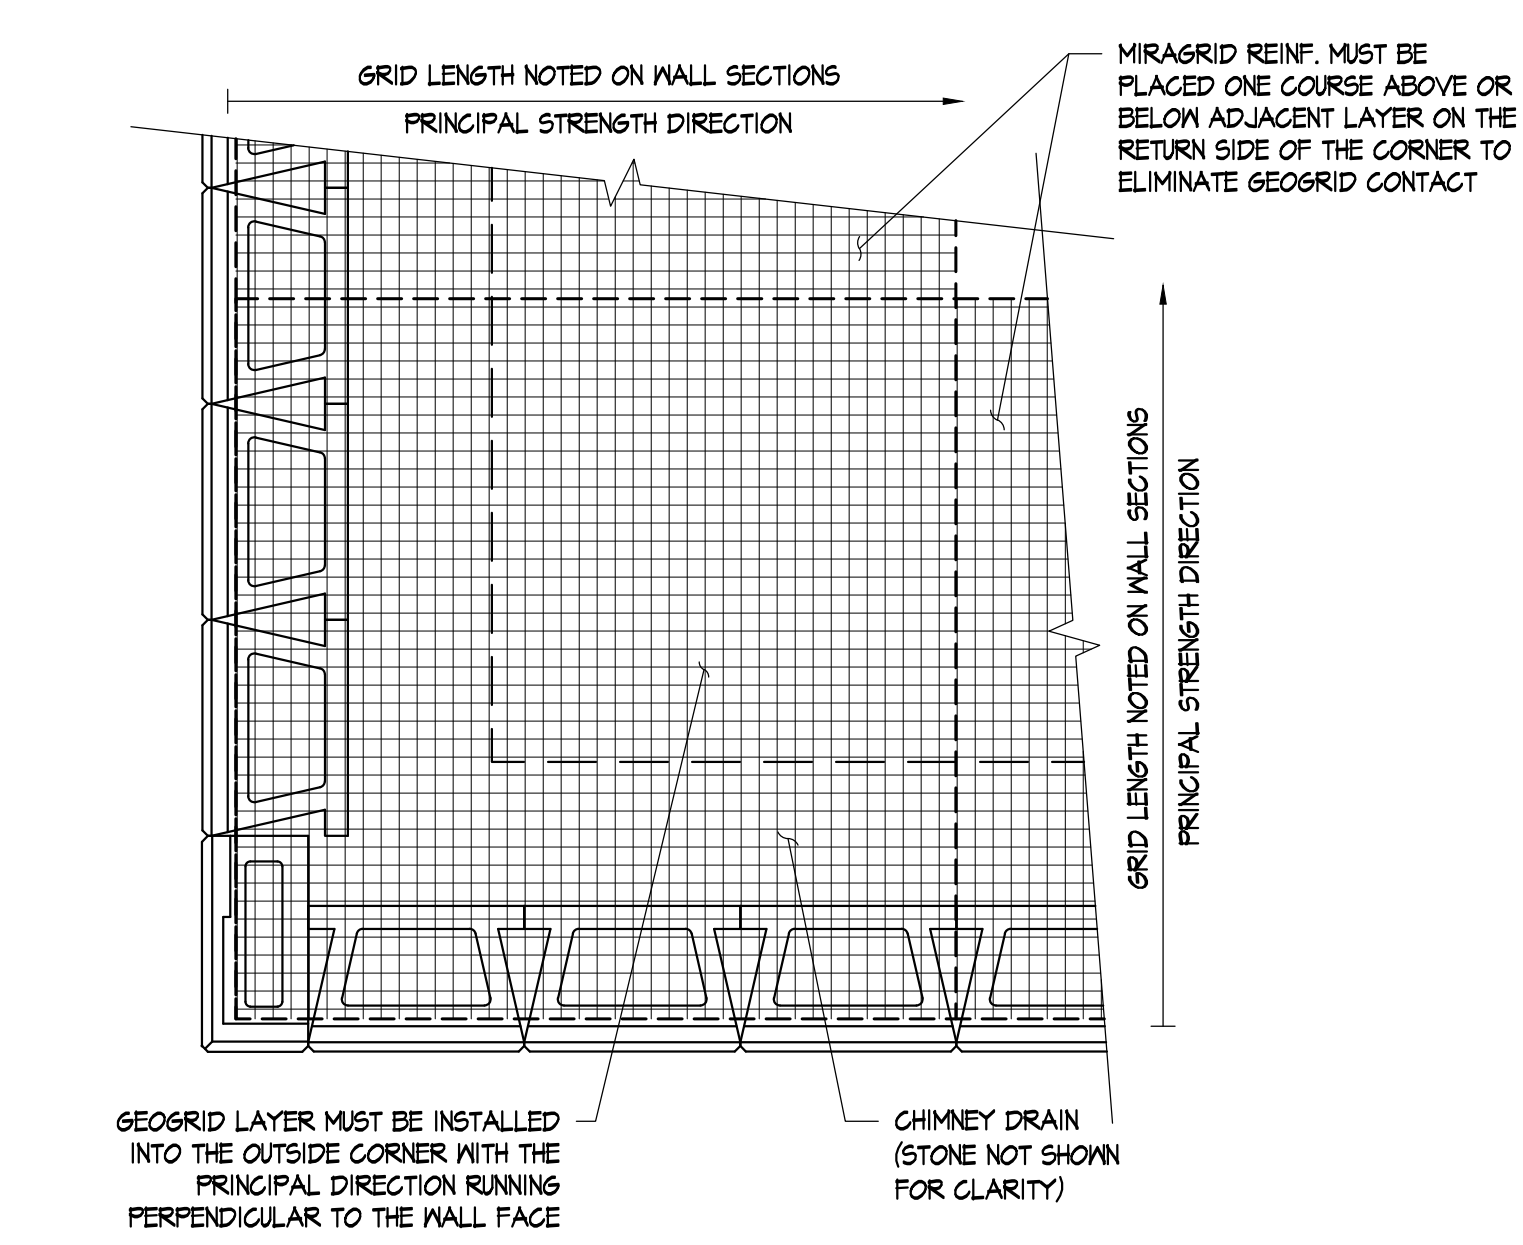 GRID LENGTH NOTED ON WALL SECTIONS
PRINCIPAL STRENGTH DIRECTION
MIRAGRID REINF. MUST BE
PLACED ONE COURSE ABOVE OR
BELOW ADJACENT LAYER ON THE
RETURN SIDE OF THE CORNER TO
ELIMINATE GEOGRID CONTACT
GRID LENGTH NOTED ON WALL SECTIONS
PRINCIPAL STRENGTH DIRECTION
GEOGRID LAYER MUST BE INSTALLED
INTO THE OUTSIDE CORNER WITH THE
PRINCIPAL DIRECTION RUNNING
PERPENDICULAR TO THE WALL FACE
CHIMNEY DRAIN
(STONE NOT SHOWN
FOR CLARITY)